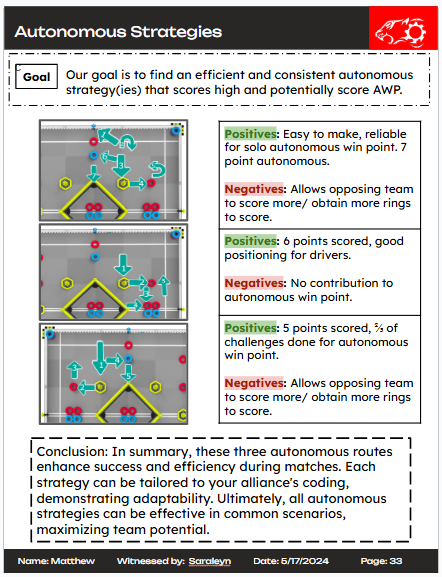 Autonomous Strategies
Goal
Our goal is to find an efficient and consistent autonomous
strategy(ies) that scores high and potentially score AWP.
Positives: Easy to make, reliable
for solo autonomous win point. 7
point autonomous.
Negatives: Allows opposing team
to score more/ obtain more rings
to score.
Positives: 6 points scored, good
positioning for drivers.
Negatives: No contribution to
autonomous win point.
Positives: 5 points scored, ⅔ of
challenges done for autonomous
win point.
Negatives: Allows opposing team
to score more/ obtain more rings
to score.
Conclusion: In summary, these three autonomous routes
enhance success and efficiency during matches. Each
strategy can be tailored to your alliance's coding,
demonstrating adaptability. Ultimately, all autonomous
strategies can be effective in common scenarios,
maximizing team potential.
Name: Matthew Witnessed by: Saraleyn Date: 5/17/2024 Page: 33